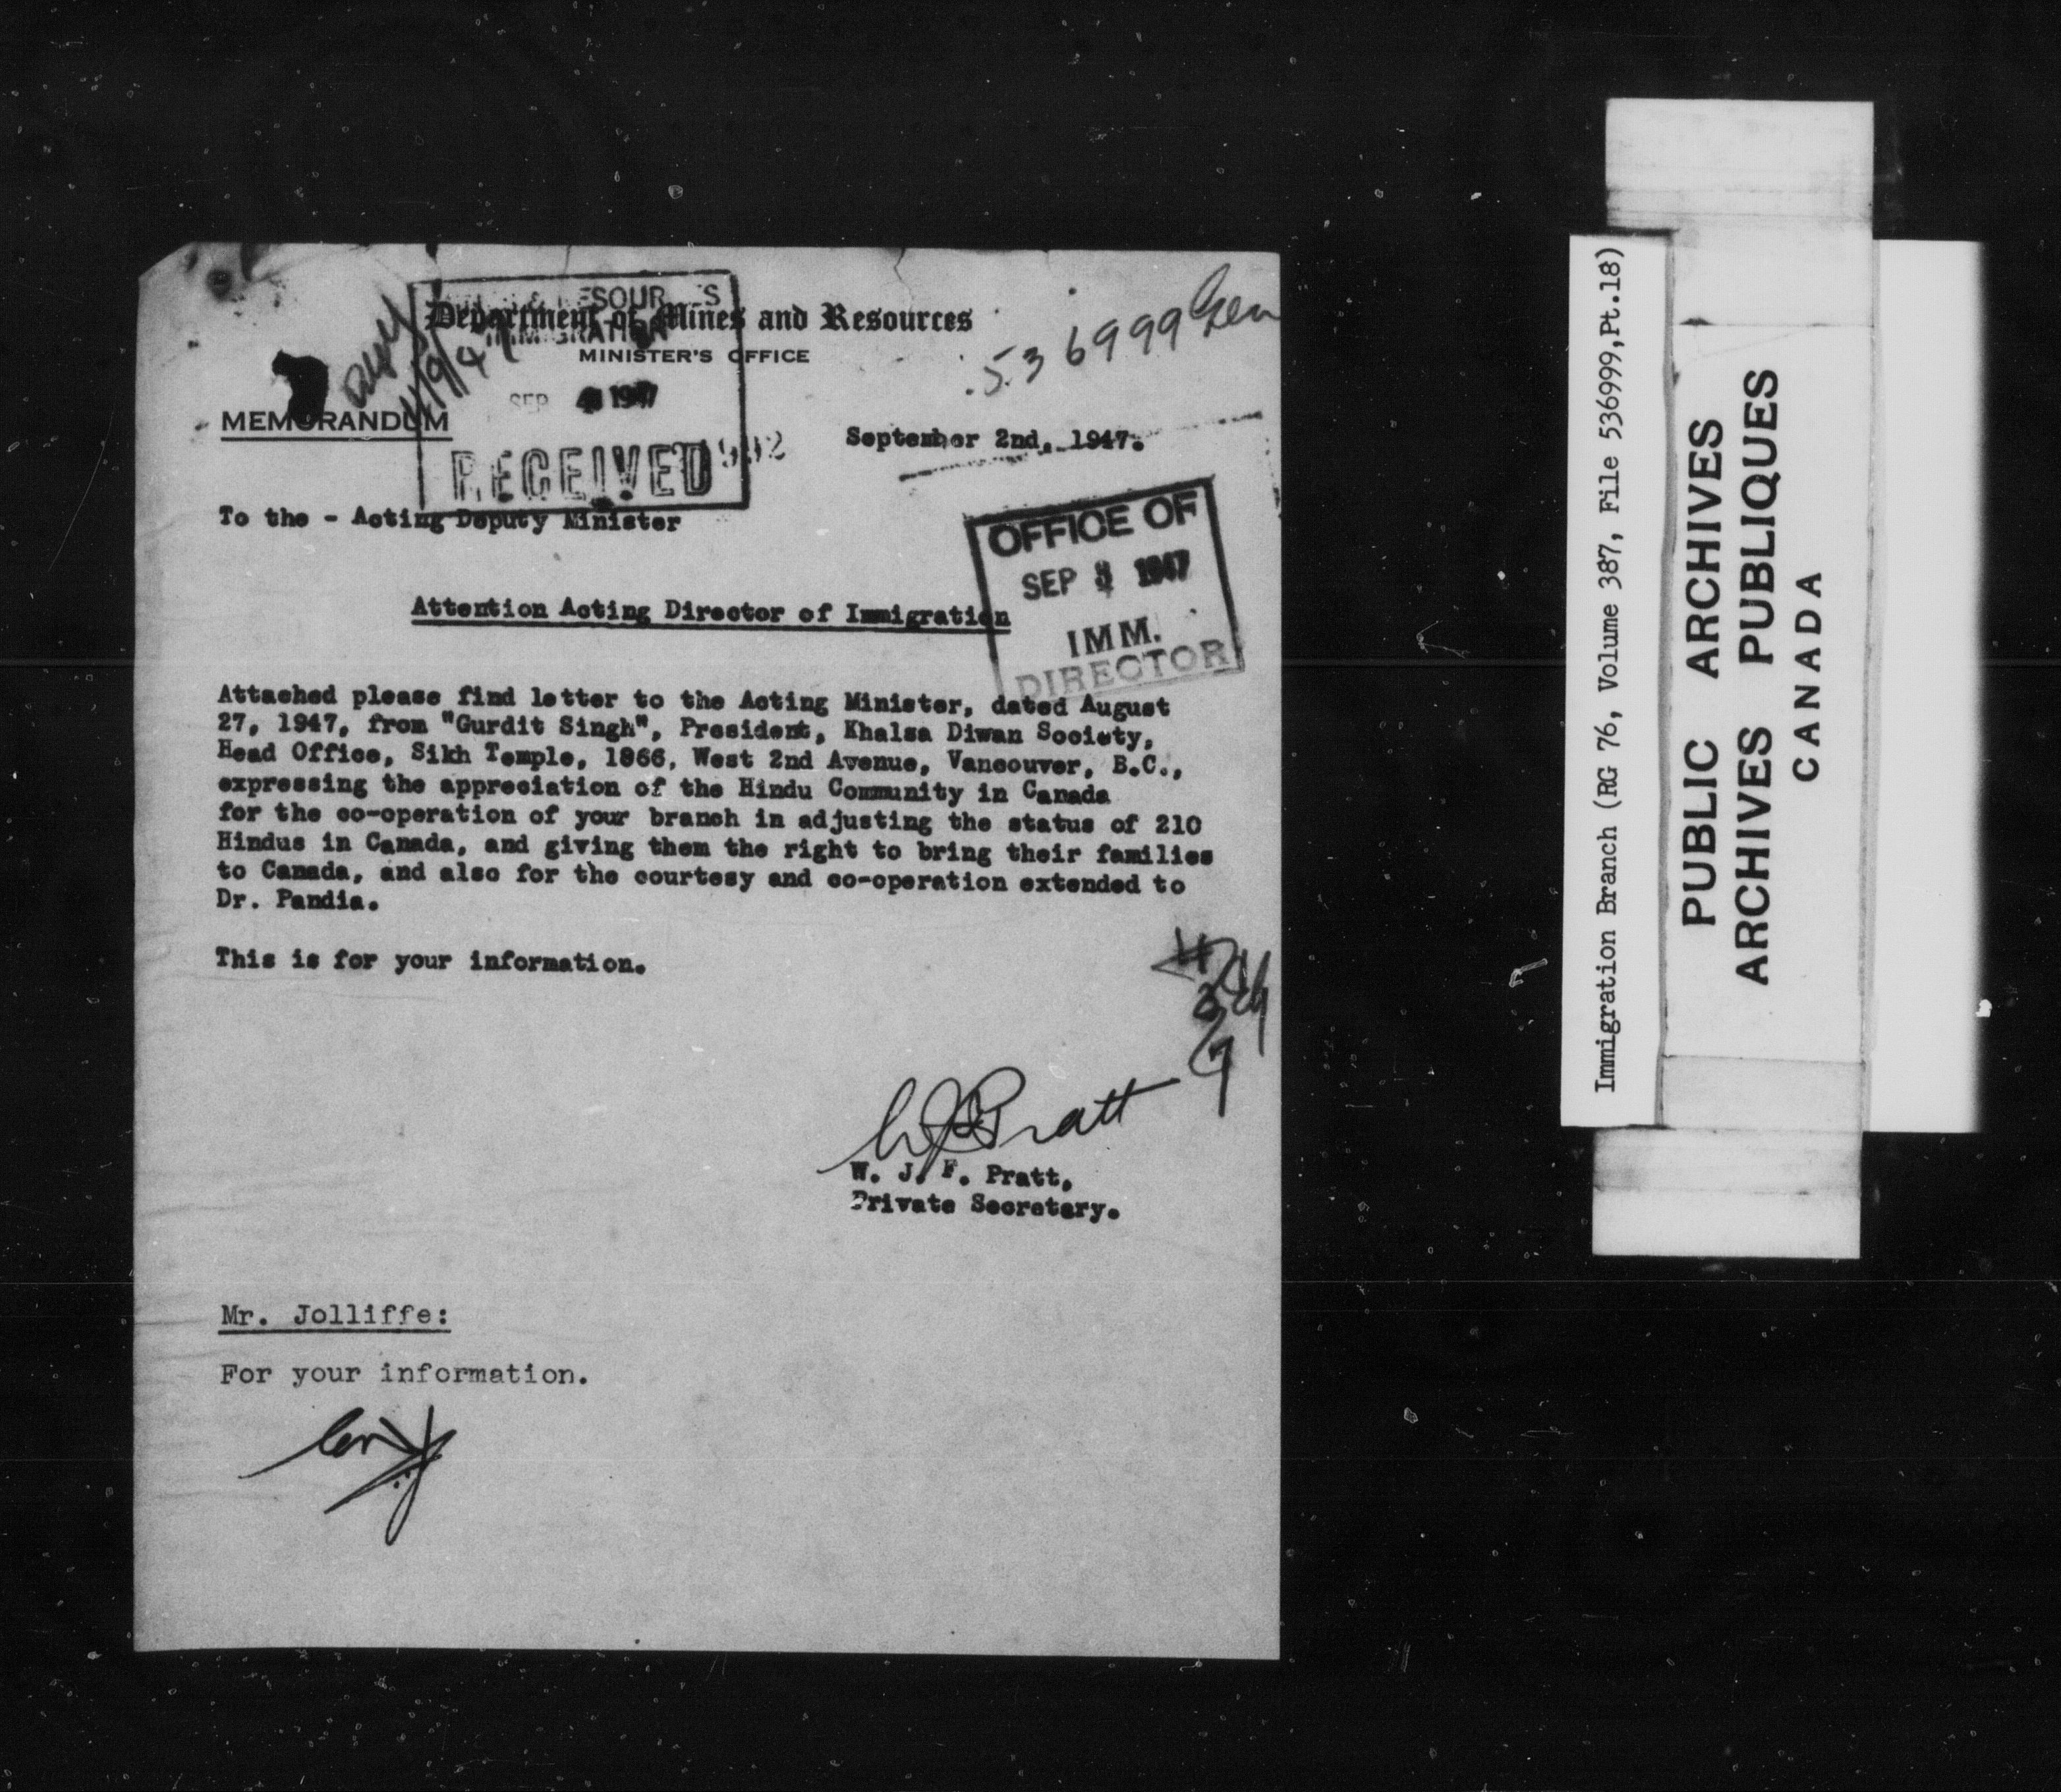 Department of Mines and Resources
MINISTER'S OFFICE
536999 Gen
SEP 4 1947
RECEIVED
MEMORANDUM
September 2nd, 1947.
To the - Acting Deputy Minister
OFFICE OF
SEP 3 1947
IMM.
DIRECTOR
Attention Acting Director of Immigration
Attached please find letter to the Acting Minister, dated August
27, 1947, from "Gurdit Singh", President, Khalsa Diwan Society,
Head Office, Sikh Temple, 1866, West 2nd Avenue, Vancouver, B.C.,
expressing the appreciation of the Hindu Community in Canada
for the co-operation of your branch in adjusting the status of 210
Hindus in Canada, and giving them the right to bring their families
to Canada, and also for the courtesy and co-operation extended to
Dr. Pandia.
This is for your information.
WJF Pratt
W. J. F. Pratt,
Private Secretary.
Mr. Jolliffe:
For your information.
Immigration Branch (RG 76, Volume 387, File 536999,Pt.18)
PUBLIC ARCHIVES
ARCHIVES PUBLIQUES
CANADA